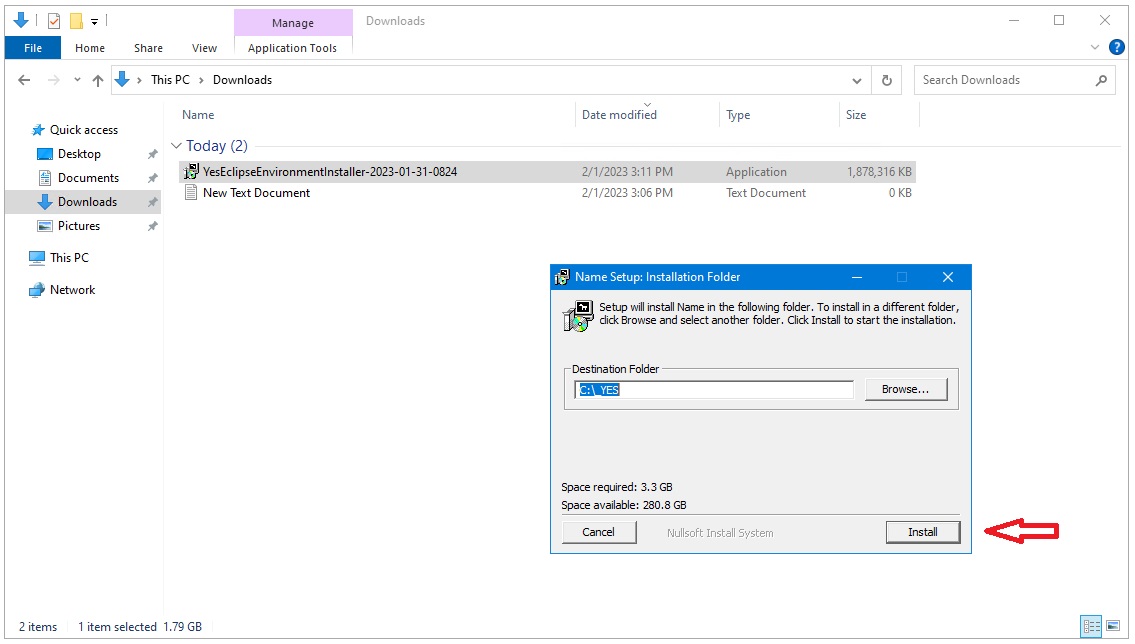 Manage
Downloads
File
Home
Share
View
Application Tools
?
This PC
Downloads
Search Downloads
Name
Date modified
Type
Size
Quick access
Desktop
Documents
Downloads
Pictures
This PC
Network
Today (2)
YesEclipseEnvironmentInstaller-2023-01-31-0824 2/1/2023 3:11 PM Application 1,878,316 KB
New Text Document 2/1/2023 3:06 PM Text Document 0 KB
Name Setup: Installation Folder
Setup will install Name in the following folder. To install in a different folder,
click Browse and select another folder. Click Install to start the installation.
Destination Folder
C:\_YES
Browse...
Space required: 3.3 GB
Space available: 280.8 GB
Cancel
Nullsoft Install System
Install
2 items
1 item selected 1.79 GB